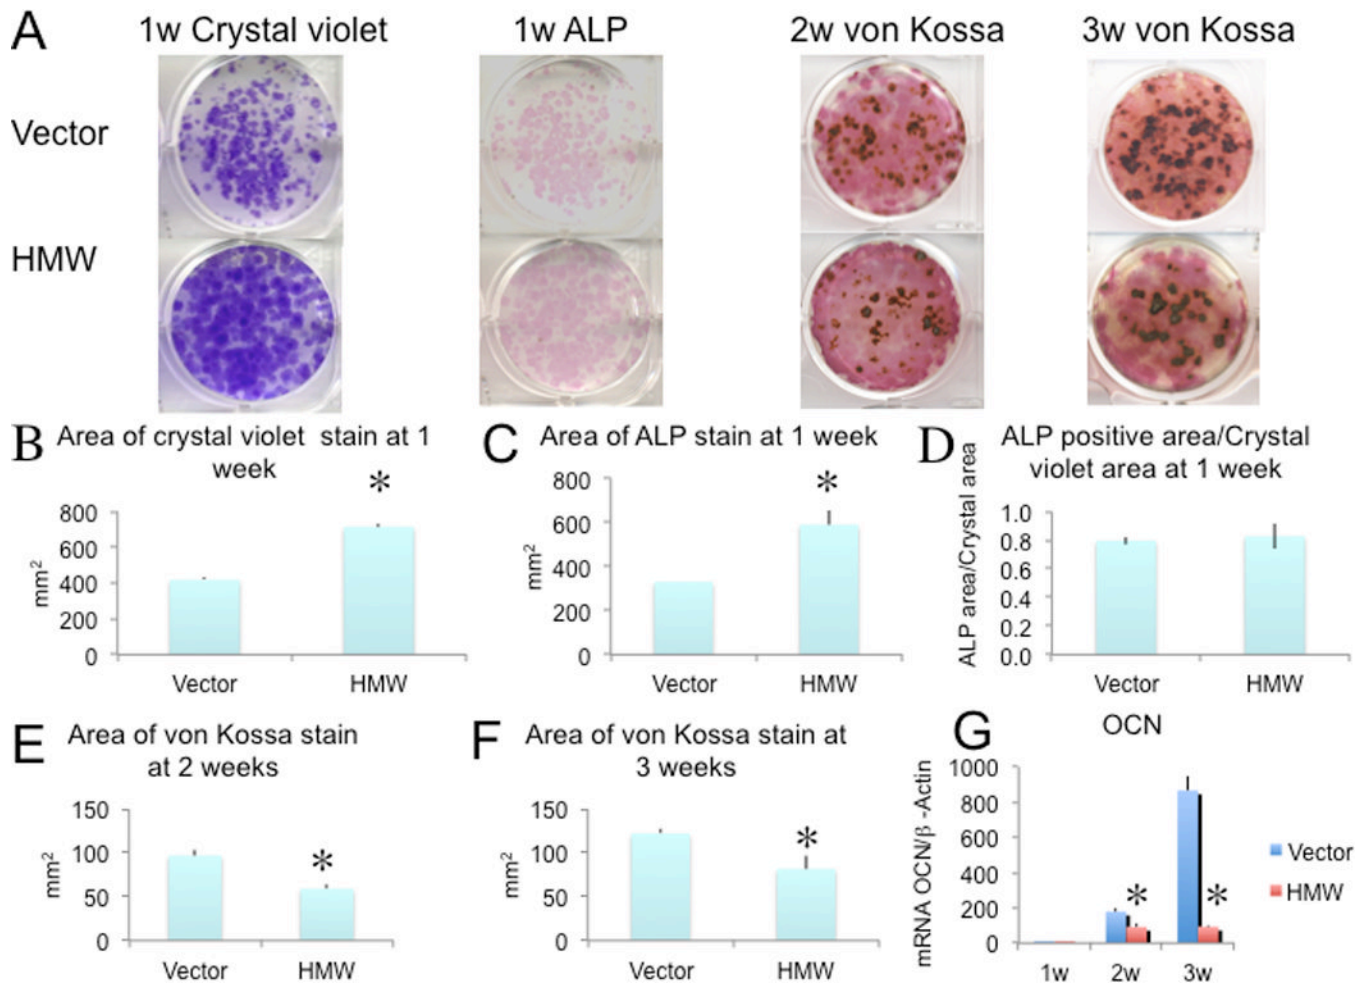 A
1w Crystal violet
1w ALP
2w von Kossa
3w von Kossa
Vector
HMW
B
Area of crystal violet stain at 1
week
*
800
600
400
200
0
mm²
Vector
HMW
C
Area of ALP stain at 1 week
*
800
600
400
200
0
mm²
Vector
HMW
D
ALP positive area/Crystal
violet area at 1 week
ALP area/Crystal area
1.0
0.8
0.6
0.4
0.2
0.0
Vector
HMW
E
Area of von Kossa stain
at 2 weeks
*
150
100
50
0
mm²
Vector
HMW
F
Area of von Kossa stain at
3 weeks
*
150
100
50
0
mm²
Vector
HMW
G
OCN
mRNA OCN/β -Actin
1000
800
600
400
200
0
*
*
1w
2w
3w
Vector
HMW